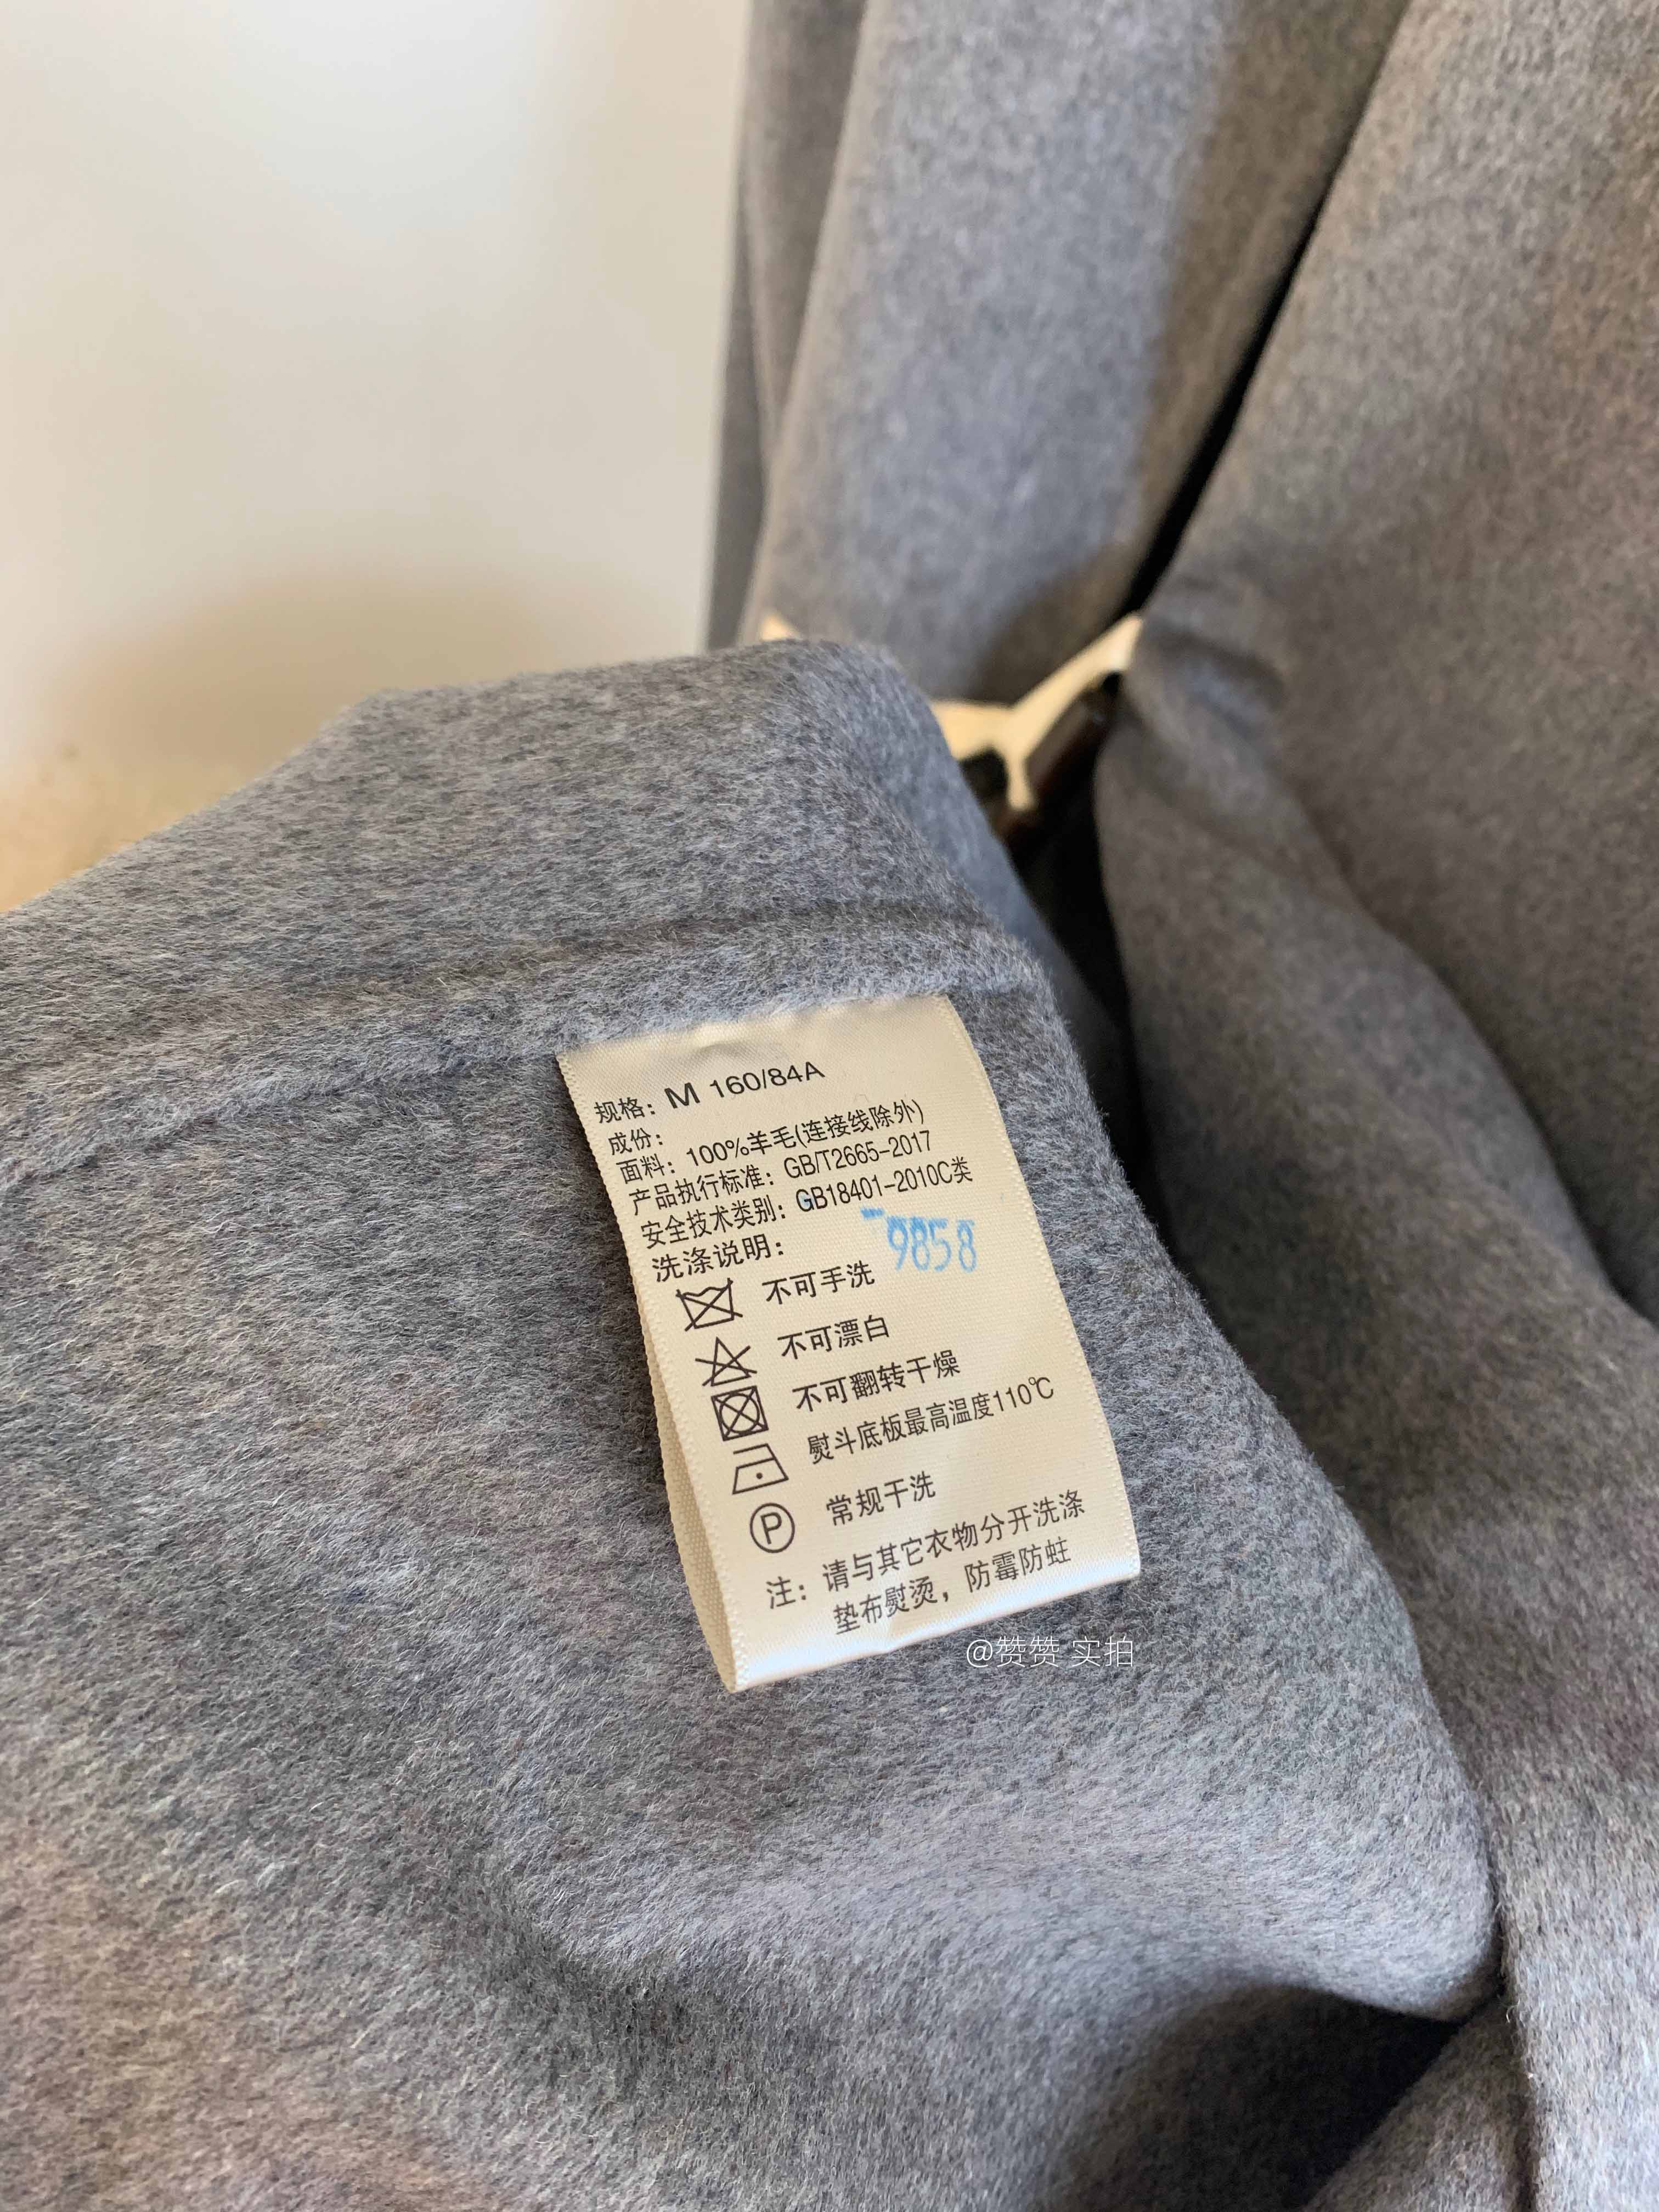 规格：M 160/84A
成份：
面料：100%羊毛(连接线除外)
产品执行标准：GB/T2665-2017
安全技术类别：GB18401-2010C类
洗涤说明：
9858
不可手洗
不可漂白
不可翻转干燥
熨斗底板最高温度110℃
P 常规干洗
注：请与其它衣物分开洗涤
垫布熨烫，防霉防蛀
@赞赞 实拍